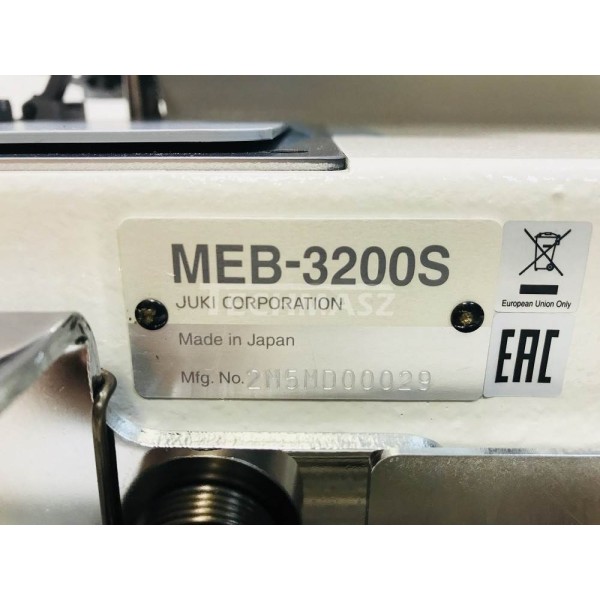 MEB-3200S
JUKI CORPORATION
Made in Japan
Mfg. No. 2M5MD00029
European Union Only
EAC